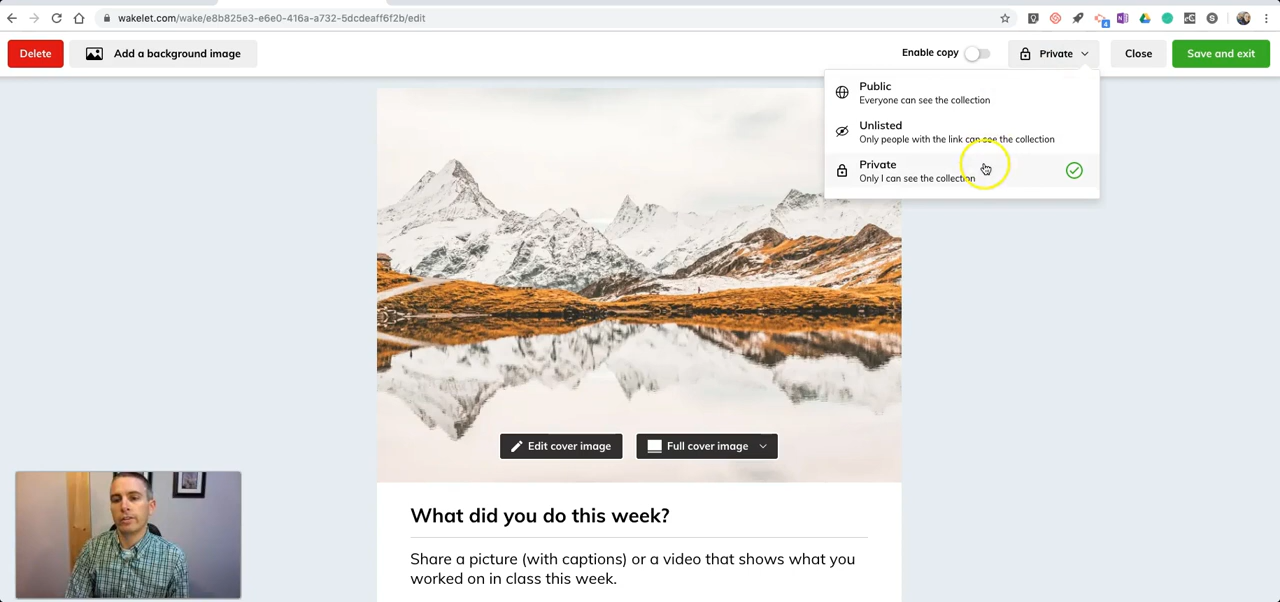 wakelet.com/wake/e8b825e3-e6e0-416a-a732-5dcdeaff6f2b/edit
Delete
Add a background image
Enable copy
Private
Close
Save and exit
Public
Everyone can see the collection
Unlisted
Only people with the link can see the collection
Private
Only I can see the collection
Edit cover image
Full cover image
What did you do this week?
Share a picture (with captions) or a video that shows what you
worked on in class this week.